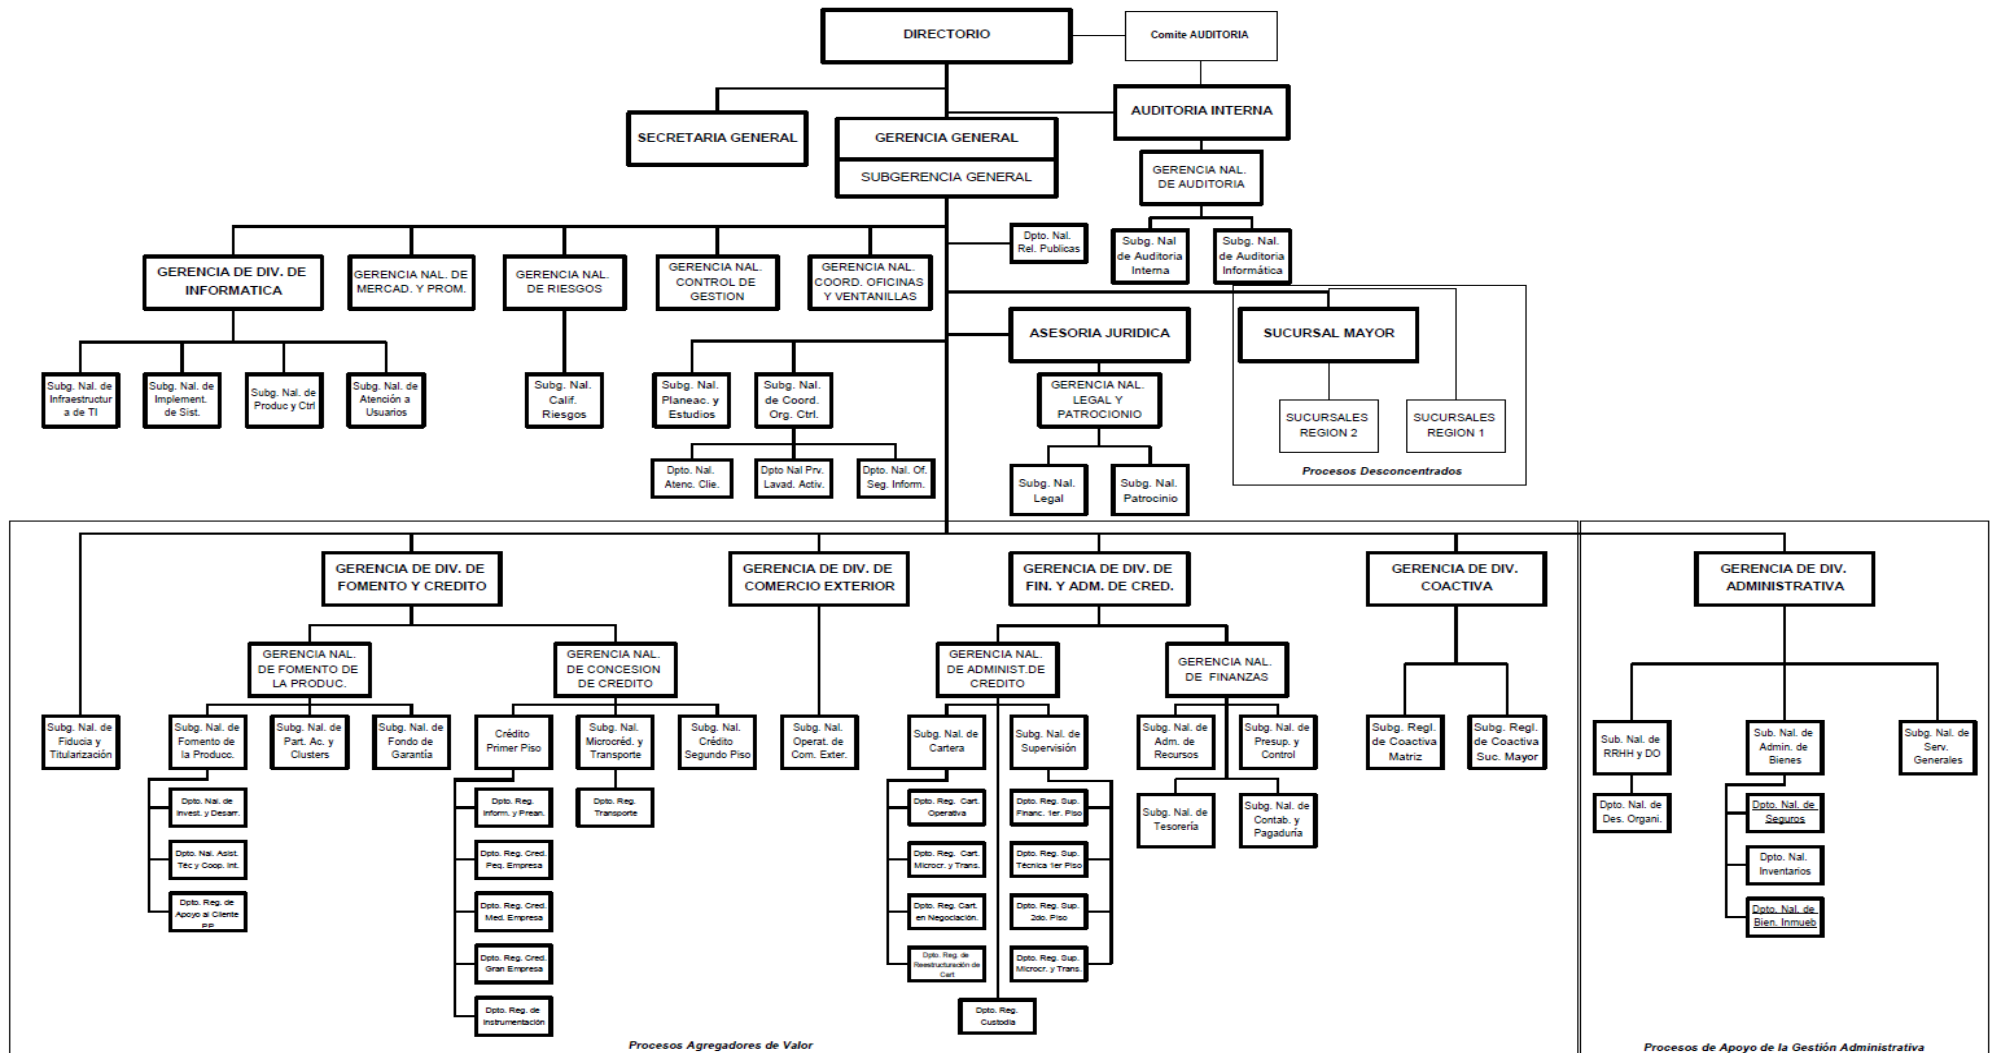 DIRECTORIO
Comite AUDITORIA
AUDITORIA INTERNA
SECRETARIA GENERAL
GERENCIA GENERAL
SUBGERENCIA GENERAL
GERENCIA NAL.
DE AUDITORIA
Dpto. Nal.
Rel. Publicas
Subg. Nal
de Auditoria
Interna
Subg. Nal.
de Auditoria
Informática
GERENCIA DE DIV. DE
INFORMATICA
GERENCIA NAL. DE
MERCAD. Y PROM.
GERENCIA NAL.
DE RIESGOS
GERENCIA NAL.
CONTROL DE
GESTION
GERENCIA NAL.
COORD. OFICINAS
Y VENTANILLAS
ASESORIA JURIDICA
SUCURSAL MAYOR
Subg. Nal. de
Infraestructur
a de TI
Subg. Nal. de
Implement.
de Sist.
Subg. Nal. de
Produc y Ctrl
Subg. Nal. de
Atención a
Usuarios
Subg. Nal.
Calif.
Riesgos
Subg. Nal.
Planeac. y
Estudios
Subg. Nal.
de Coord.
Org. Ctrl.
GERENCIA NAL.
LEGAL Y
PATROCIONIO
SUCURSALES
REGION 2
SUCURSALES
REGION 1
Dpto. Nal.
Atenc. Clie.
Dpto Nal Prv.
Lavad. Activ.
Dpto. Nal. Of.
Seg. Inform.
Subg. Nal.
Legal
Subg. Nal.
Patrocinio
Procesos Desconcentrados
GERENCIA DE DIV. DE
FOMENTO Y CREDITO
GERENCIA DE DIV. DE
COMERCIO EXTERIOR
GERENCIA DE DIV. DE
FIN. Y ADM. DE CRED.
GERENCIA DE DIV.
COACTIVA
GERENCIA DE DIV.
ADMINISTRATIVA
GERENCIA NAL.
DE FOMENTO DE
LA PRODUC.
GERENCIA NAL.
DE CONCESION
DE CREDITO
GERENCIA NAL.
DE ADMINIST.DE
CREDITO
GERENCIA NAL.
DE FINANZAS
Subg. Nal. de
Fiducia y
Titularización
Subg. Nal. de
Fomento de
la Producc.
Subg. Nal. de
Part. Ac. y
Clusters
Subg. Nal. de
Fondo de
Garantía
Crédito
Primer Piso
Subg. Nal.
Microcréd. y
Transporte
Subg. Nal.
Crédito
Segundo Piso
Subg. Nal.
Operat. de
Com. Exter.
Subg. Nal. de
Cartera
Subg. Nal. de
Supervisión
Subg. Nal. de
Adm. de
Recursos
Subg. Nal. de
Presup. y
Control
Subg. Regl.
de Coactiva
Matriz
Subg. Regl.
de Coactiva
Suc. Mayor
Sub. Nal. de
RRHH y DO
Sub. Nal. de
Admin. de
Bienes
Subg. Nal. de
Serv.
Generales
Dpto. Nal. de
Invest. y Desarr.
Dpto. Reg.
Inform. y Prean.
Dpto. Reg.
Transporte
Dpto. Reg. Cart.
Operativa
Dpto. Reg. Sup.
Financ. 1er. Piso
Subg. Nal. de
Tesorería
Subg. Nal. de
Contab. y
Pagaduría
Dpto. Nal. de
Des. Organi.
Dpto. Nal. de
Seguros
Dpto. Nal. Asist.
Téc y Coop. Int.
Dpto. Reg. Cred.
Peq. Empresa
Dpto. Reg. Cart.
Microcr. y Trans.
Dpto. Reg. Sup.
Técnica 1er Piso
Dpto. Nal.
Inventarios
Dpto. Reg. de
Apoyo al Cliente
PP
Dpto. Reg. Cred.
Med. Empresa
Dpto. Reg. Cart.
en Negociación.
Dpto. Reg. Sup.
2do. Piso
Dpto. Nal. de
Bien. Inmueb
Dpto. Reg. Cred.
Gran Empresa
Dpto. Reg. de
Reestructuración de
Cart
Dpto. Reg. Sup.
Microcr. y Trans.
Dpto. Reg. de
Instrumentación
Dpto. Reg.
Custodia
Procesos Agregadores de Valor
Procesos de Apoyo de la Gestión Administrativa